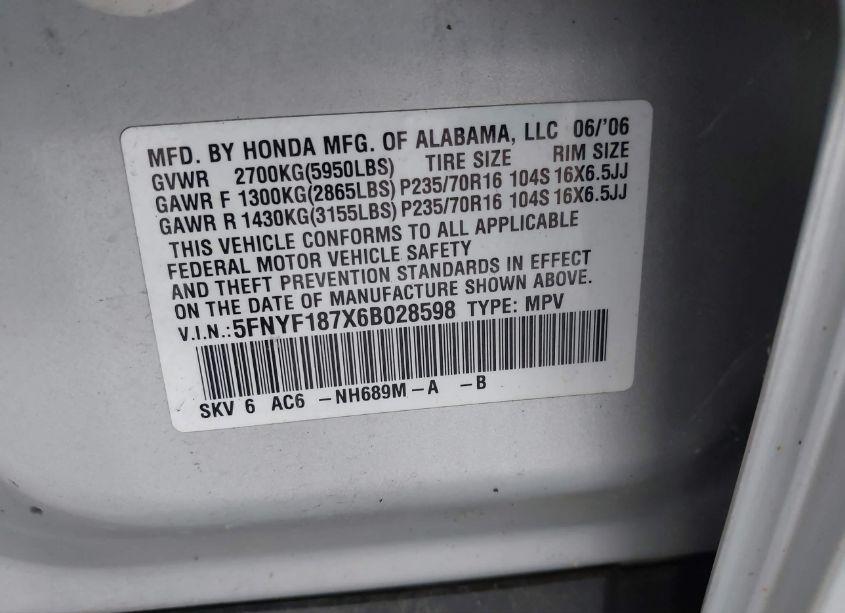 MFD. BY HONDA MFG. OF ALABAMA, LLC 06/'06
GVWR 2700KG(5950LBS) TIRE SIZE RIM SIZE
GAWR F 1300KG(2865LBS) P235/70R16 104S 16X6.5JJ
GAWR R 1430KG(3155LBS) P235/70R16 104S 16X6.5JJ
THIS VEHICLE CONFORMS TO ALL APPLICABLE
FEDERAL MOTOR VEHICLE SAFETY
AND THEFT PREVENTION STANDARDS IN EFFECT
ON THE DATE OF MANUFACTURE SHOWN ABOVE.
V.I.N.:5FNYF187X6B028598 TYPE: MPV
SKV 6 AC6 -NH689M-A -B